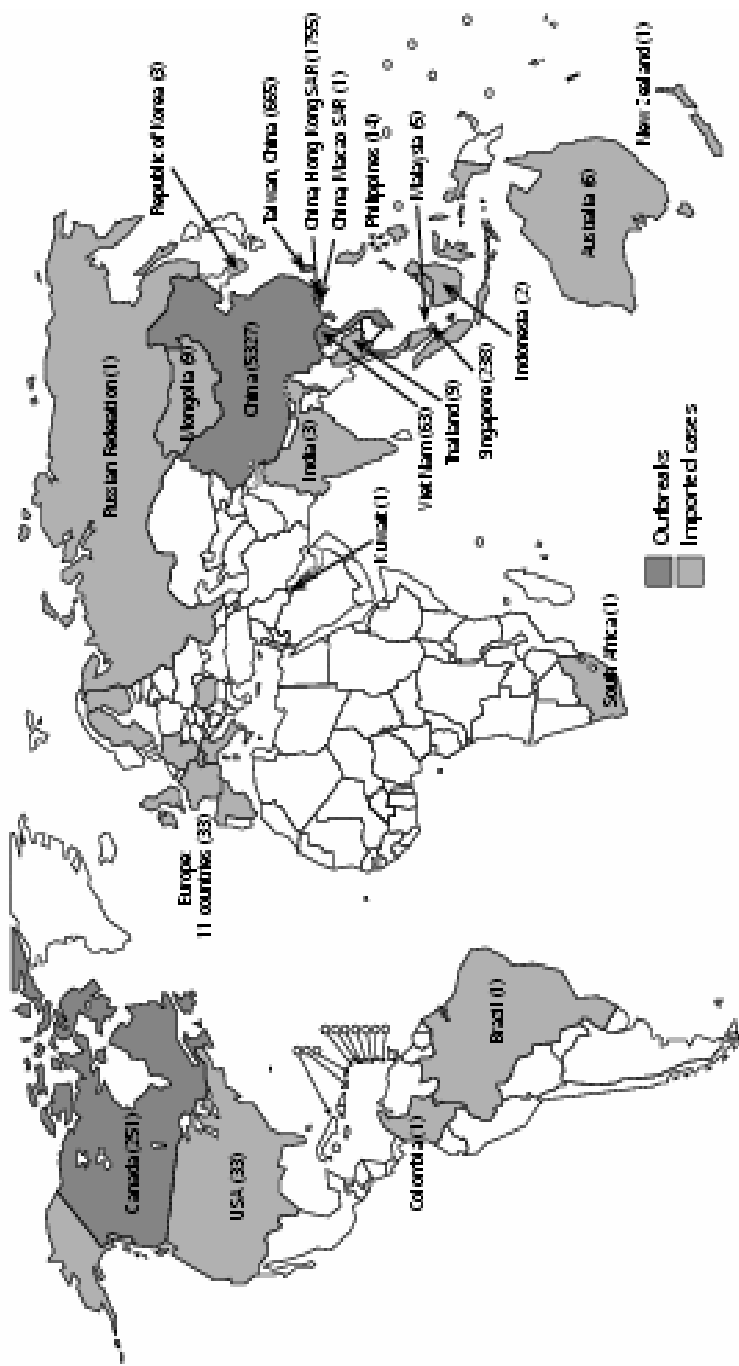 Canada (251)
USA (33)
Colombia (1)
Brazil (1)
Europe:
11 countries (33)
Russian Federation (1)
Mongolia (9)
China (5327)
India (3)
Kuwait (1)
South Africa (1)
Republic of Korea (3)
Taiwan, China (665)
China Hong Kong SAR (1755)
China Macao SAR (1)
Philippines (14)
Malaysia (5)
Viet Nam (63)
Thailand (9)
Singapore (238)
Indonesia (2)
Australia (6)
New Zealand (1)
Outbreaks
Imported cases